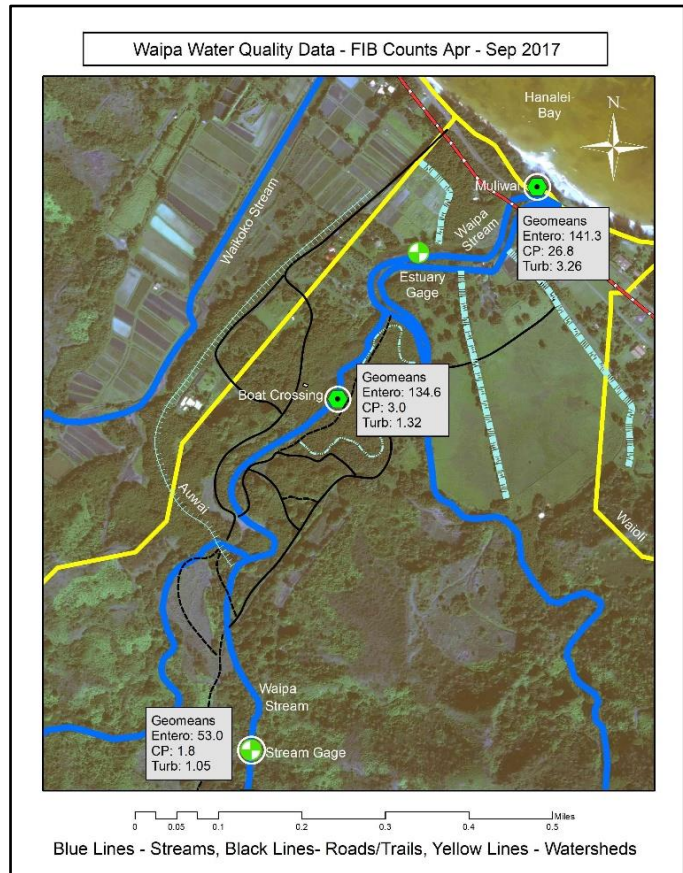 Waipa Water Quality Data - FIB Counts Apr - Sep 2017
Hanalei
Bay
N
Muliwai
Waikoko Stream
Waipa
Stream
Geomeans
Entero: 141.3
CP: 26.8
Turb: 3.26
Estuary
Gage
Boat Crossing
Geomeans
Entero: 134.6
CP: 3.0
Turb: 1.32
Auwai
Waioli
Waipa
Stream
Geomeans
Entero: 53.0
CP: 1.8
Turb: 1.05
Stream Gage
Miles
0 0.05 0.1 0.2 0.3 0.4 0.5
Blue Lines - Streams, Black Lines- Roads/Trails, Yellow Lines - Watersheds